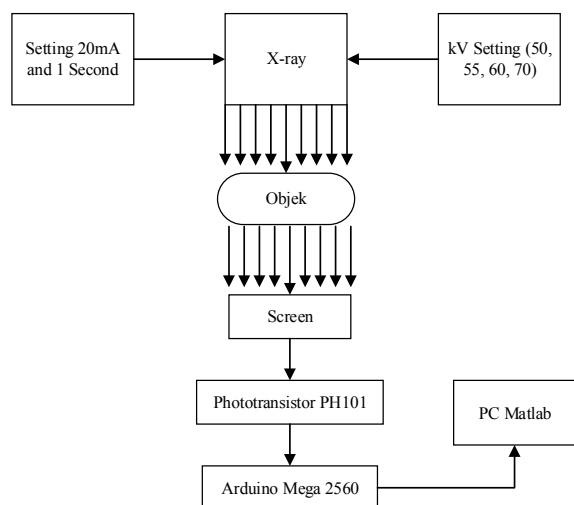 Setting 20mA
and 1 Second
X-ray
kV Setting (50,
55, 60, 70)
Objek
Screen
Phototransistor PH101
PC Matlab
Arduino Mega 2560